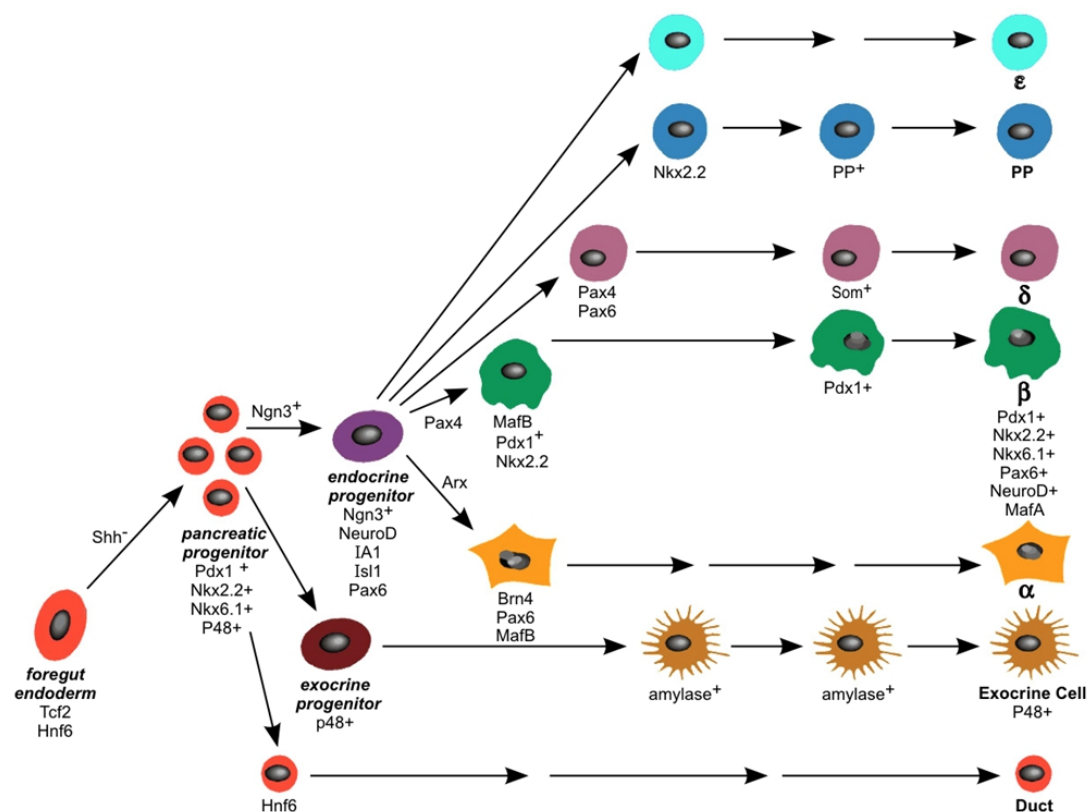 ε
Nkx2.2
PP+
PP
Pax4
Pax6
Som+
δ
Pdx1+
β
Pdx1+
Nkx2.2+
Nkx6.1+
Pax6+
NeuroD+
MafA
Ngn3+
Pax4
MafB
Pdx1+
Nkx2.2
Arx
endocrine
progenitor
Ngn3+
NeuroD
IA1
Isl1
Pax6
Shh-
pancreatic
progenitor
Pdx1 +
Nkx2.2+
Nkx6.1+
P48+
Brn4
Pax6
MafB
α
foregut
endoderm
Tcf2
Hnf6
exocrine
progenitor
p48+
amylase+
amylase+
Exocrine Cell
P48+
Hnf6
Duct